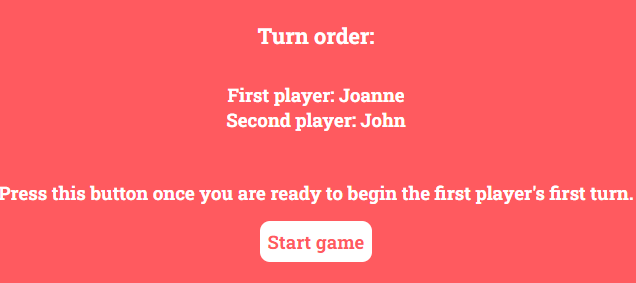 Turn order:
First player: Joanne
Second player: John
Press this button once you are ready to begin the first player's first turn.
Start game